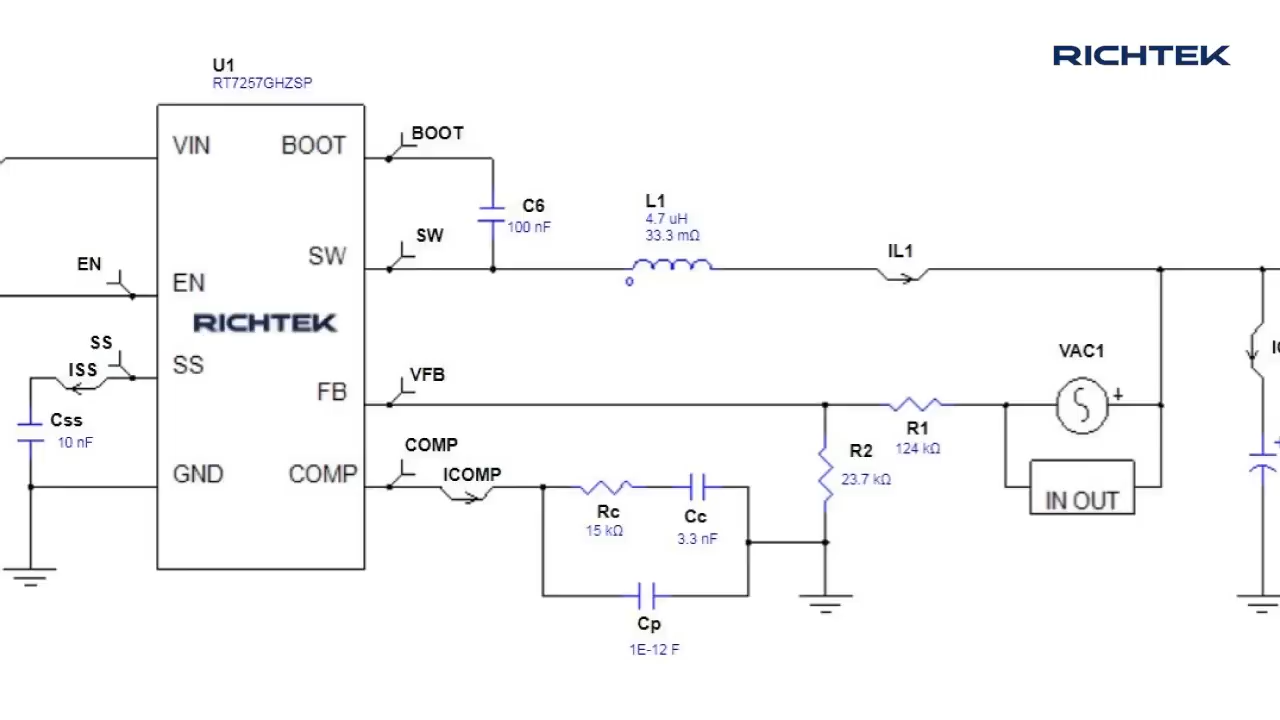 RICHTEK
U1
RT7257GHZSP
VIN
BOOT
BOOT
C6
100 nF
L1
4.7 uH
33.3 mΩ
SW
SW
IL1
EN
EN
RICHTEK
SS
ISS
SS
Css
10 nF
FB
VFB
VAC1
+
R1
124 kΩ
R2
23.7 kΩ
IN OUT
GND
COMP
COMP
ICOMP
Rc
15 kΩ
Cc
3.3 nF
Cp
1E-12 F